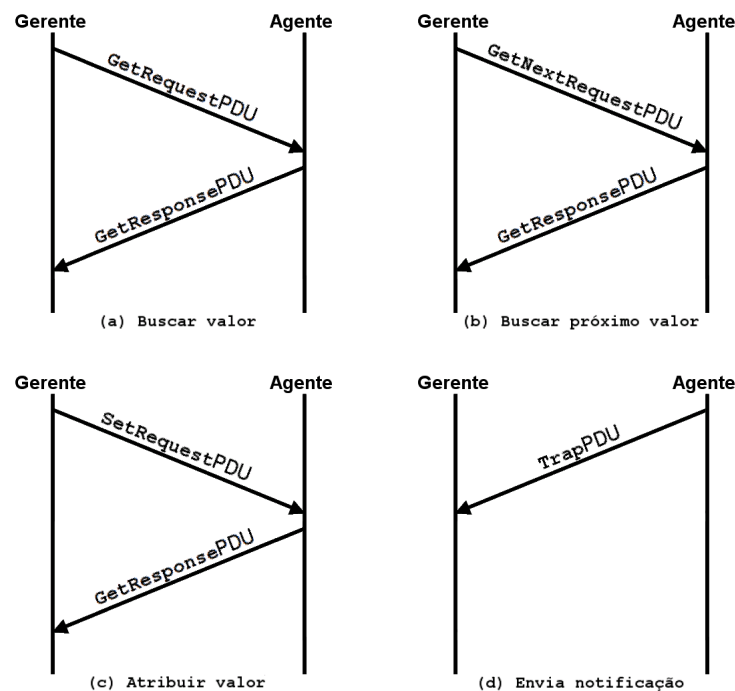 Gerente Agente
GetRequestPDU
GetResponsePDU
(a) Buscar valor
Gerente Agente
GetNextRequestPDU
GetResponsePDU
(b) Buscar próximo valor
Gerente Agente
SetRequestPDU
GetResponsePDU
(c) Atribuir valor
Gerente Agente
TrapPDU
(d) Envia notificação